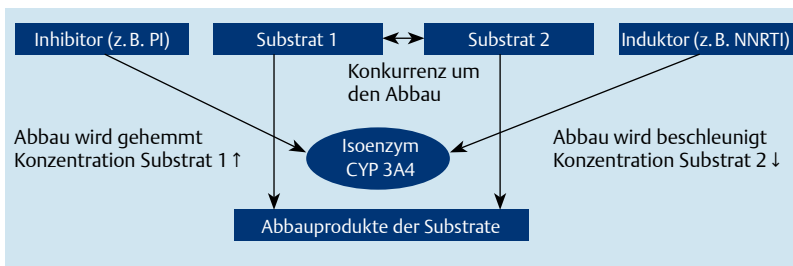 Inhibitor (z. B. PI)
Substrat 1
Substrat 2
Induktor (z. B. NNRTI)
Konkurrenz um
den Abbau
Abbau wird gehemmt
Konzentration Substrat 1 ↑
Isoenzym
CYP 3A4
Abbau wird beschleunigt
Konzentration Substrat 2 ↓
Abbauprodukte der Substrate